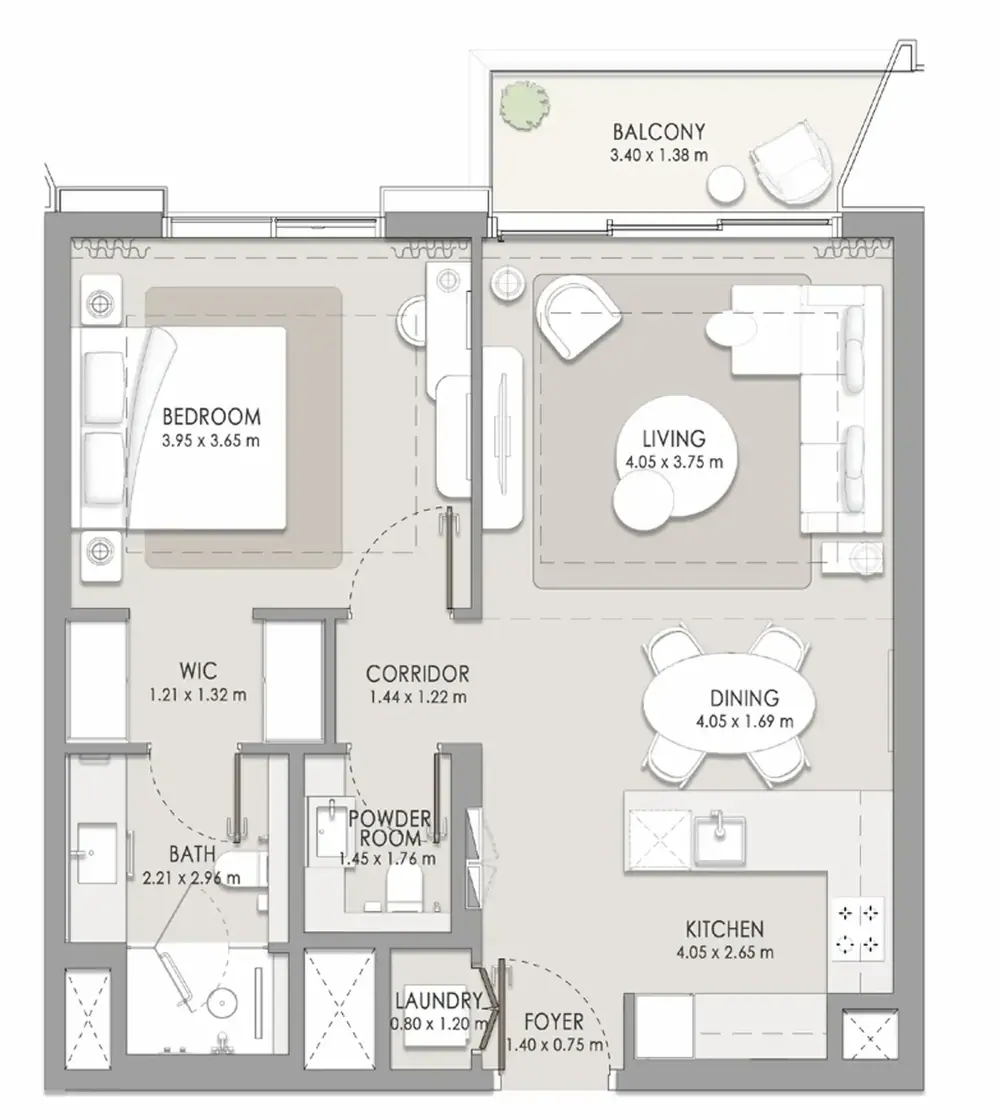 BALCONY
3.40 x 1.38 m
BEDROOM
3.95 x 3.65 m
LIVING
4.05 x 3.75 m
WIC
1.21 x 1.32 m
CORRIDOR
1.44 x 1.22 m
DINING
4.05 x 1.69 m
POWDER
ROOM
1.45 x 1.76 m
BATH
2.21 x 2.96 m
KITCHEN
4.05 x 2.65 m
LAUNDRY
0.80 x 1.20 m
FOYER
1.40 x 0.75 m